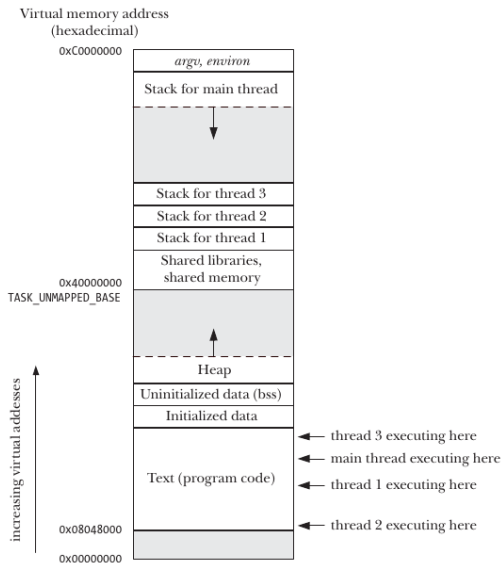 Virtual memory address
(hexadecimal)
0xC0000000
argv, environ
Stack for main thread
Stack for thread 3
Stack for thread 2
Stack for thread 1
Shared libraries,
shared memory
0x40000000
TASK_UNMAPPED_BASE
Heap
Uninitialized data (bss)
Initialized data
thread 3 executing here
main thread executing here
Text (program code)
thread 1 executing here
thread 2 executing here
increasing virtual addesses
0x08048000
0x00000000